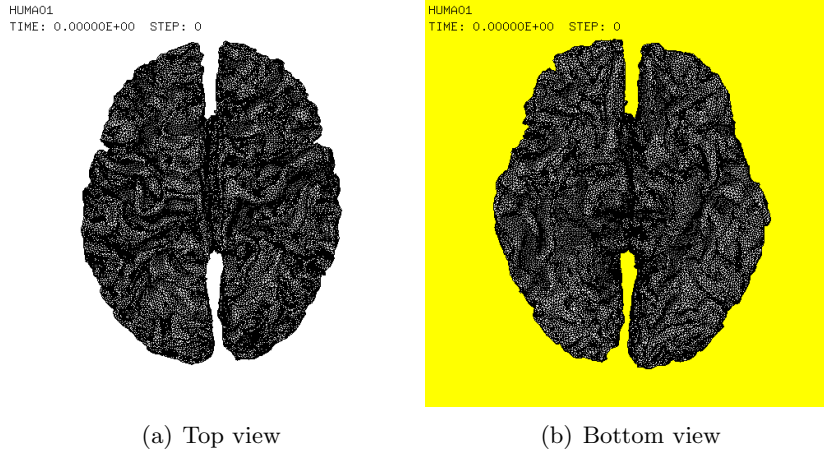 HUMA01
TIME: 0.00000E+00 STEP: 0
HUMA01
TIME: 0.00000E+00 STEP: 0
(a) Top view
(b) Bottom view